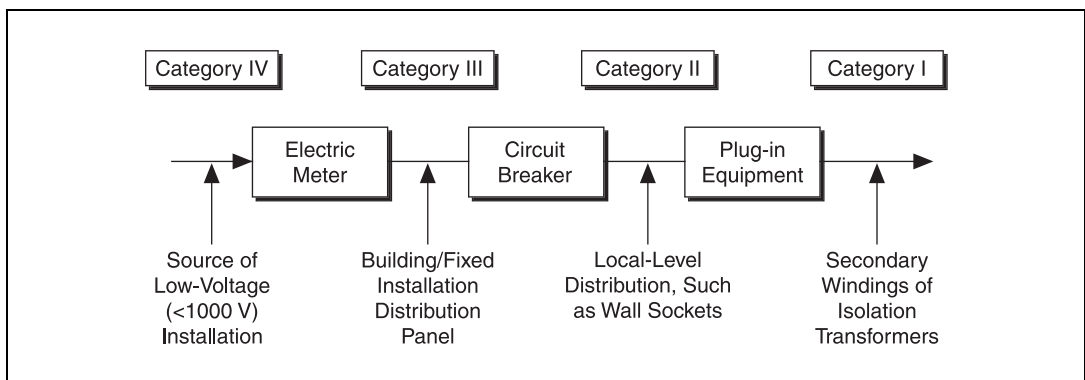 Category IV
Category III
Category II
Category I
Electric
Meter
Circuit
Breaker
Plug-in
Equipment
Source of
Low-Voltage
(<1000 V)
Installation
Building/Fixed
Installation
Distribution
Panel
Local-Level
Distribution, Such
as Wall Sockets
Secondary
Windings of
Isolation
Transformers